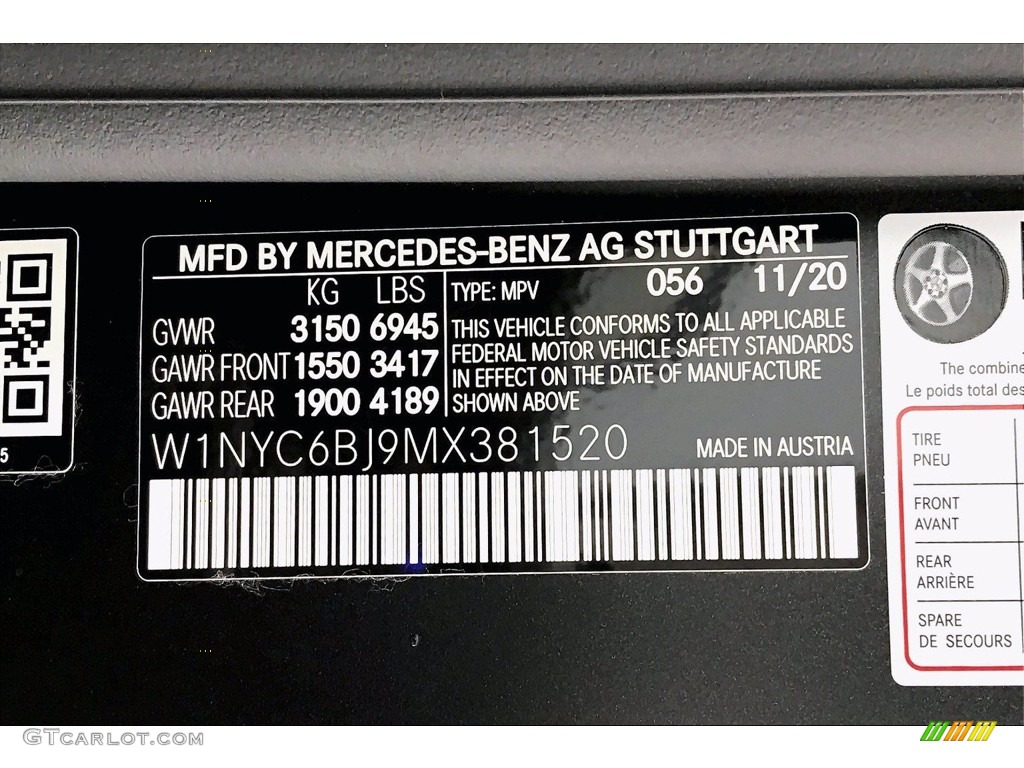 MFD BY MERCEDES-BENZ AG STUTTGART
KG LBS
GVWR 3150 6945
GAWR FRONT 1550 3417
GAWR REAR 1900 4189
TYPE: MPV 056 11/20
THIS VEHICLE CONFORMS TO ALL APPLICABLE
FEDERAL MOTOR VEHICLE SAFETY STANDARDS
IN EFFECT ON THE DATE OF MANUFACTURE
SHOWN ABOVE
W1NYC6BJ9MX381520 MADE IN AUSTRIA
5
The combine
Le poids total des
TIRE
PNEU
FRONT
AVANT
REAR
ARRIÈRE
SPARE
DE SECOURS
GTCARLOT.COM